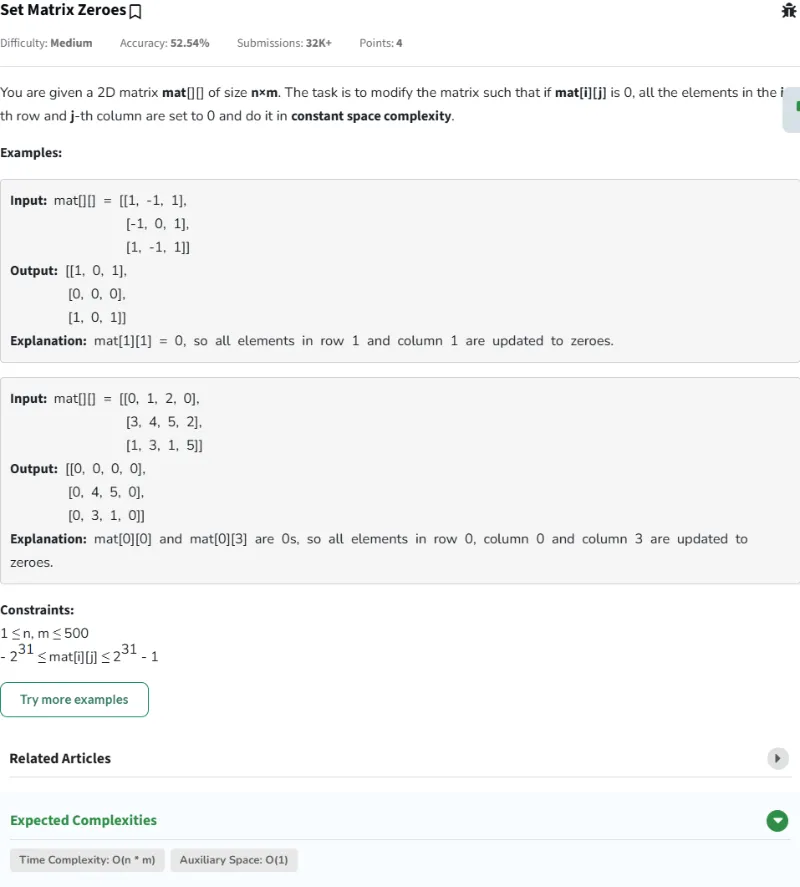 Set Matrix Zeroes
Difficulty: Medium Accuracy: 52.54% Submissions: 32K+ Points: 4
You are given a 2D matrix mat[][] of size n×m. The task is to modify the matrix such that if mat[i][j] is 0, all the elements in the i
th row and j-th column are set to 0 and do it in constant space complexity.
Examples:
Input: mat[][] = [[1, -1, 1],
[-1, 0, 1],
[1, -1, 1]]
Output: [[1, 0, 1],
[0, 0, 0],
[1, 0, 1]]
Explanation: mat[1][1] = 0, so all elements in row 1 and column 1 are updated to zeroes.
Input: mat[][] = [[0, 1, 2, 0],
[3, 4, 5, 2],
[1, 3, 1, 5]]
Output: [[0, 0, 0, 0],
[0, 4, 5, 0],
[0, 3, 1, 0]]
Explanation: mat[0][0] and mat[0][3] are 0s, so all elements in row 0, column 0 and column 3 are updated to
zeroes.
Constraints:
1 ≤ n, m ≤ 500
- 2^31 ≤ mat[i][j] ≤ 2^31 - 1
Try more examples
Related Articles
Expected Complexities
Time Complexity: O(n * m) Auxiliary Space: O(1)